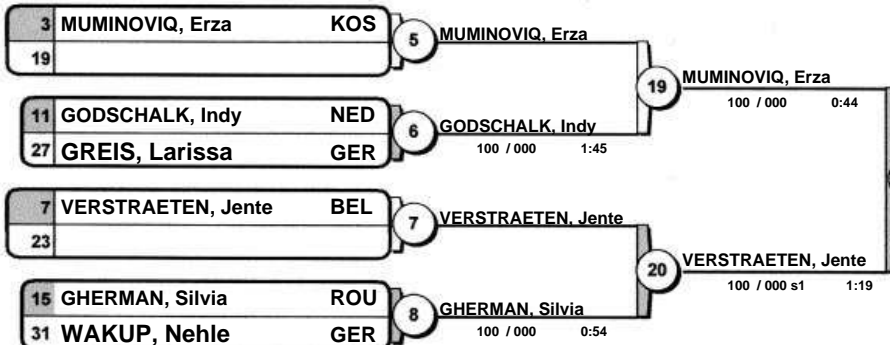 3 MUMINOVIQ, Erza KOS
19
5 MUMINOVIQ, Erza
11 GODSCHALK, Indy NED
27 GREIS, Larissa GER
6 GODSCHALK, Indy
100 / 000 1:45
19 MUMINOVIQ, Erza
100 / 000 0:44
7 VERSTRAETEN, Jente BEL
23
7 VERSTRAETEN, Jente
15 GHERMAN, Silvia ROU
31 WAKUP, Nehle GER
8 GHERMAN, Silvia
100 / 000 0:54
20 VERSTRAETEN, Jente
100 / 000 s1 1:19